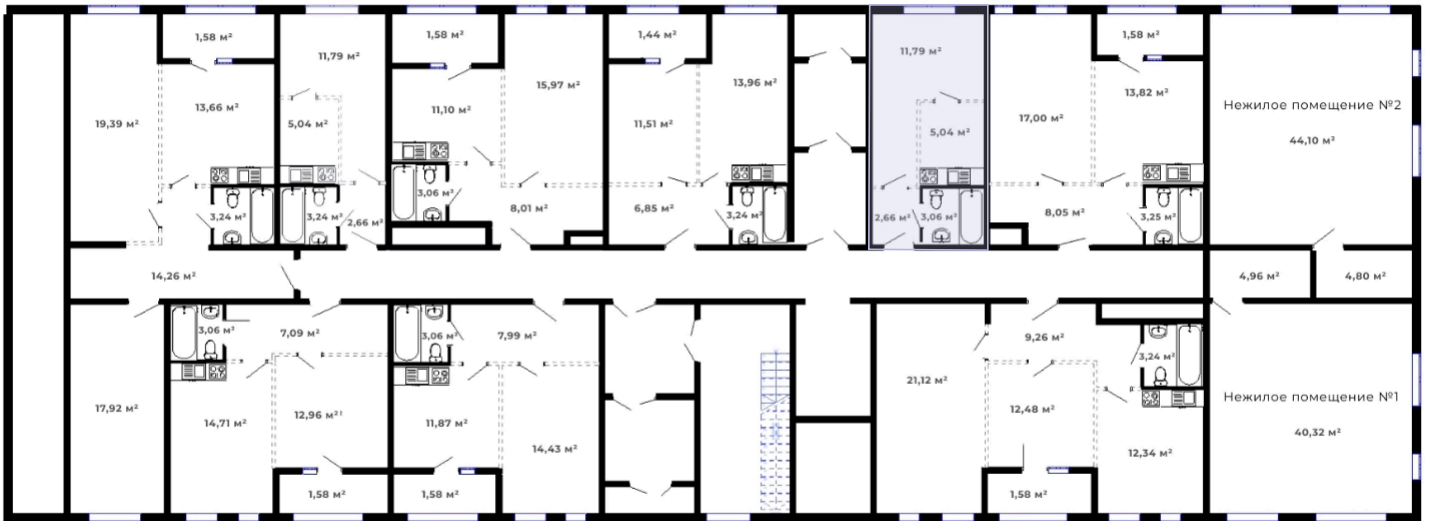 1,58 м²
11,79 м²
1,58 м²
15,97 м²
1,44 м²
13,96 м²
11,79 м²
1,58 м²
19,39 м²
13,66 м²
5,04 м²
11,10 м²
11,51 м²
5,04 м²
17,00 м²
13,82 м²
Нежилое помещение №2
44,10 м²
3,24 м²
3,24 м²
2,66 м²
3,06 м²
8,01 м²
6,85 м²
3,24 м²
2,66 м²
3,06 м²
8,05 м²
3,25 м²
14,26 м²
4,96 м²
4,80 м²
3,06 м²
7,09 м²
3,06 м²
7,99 м²
9,26 м²
3,24 м²
17,92 м²
14,71 м²
12,96 м²
11,87 м²
14,43 м²
21,12 м²
12,48 м²
12,34 м²
Нежилое помещение №1
40,32 м²
1,58 м²
1,58 м²
1,58 м²